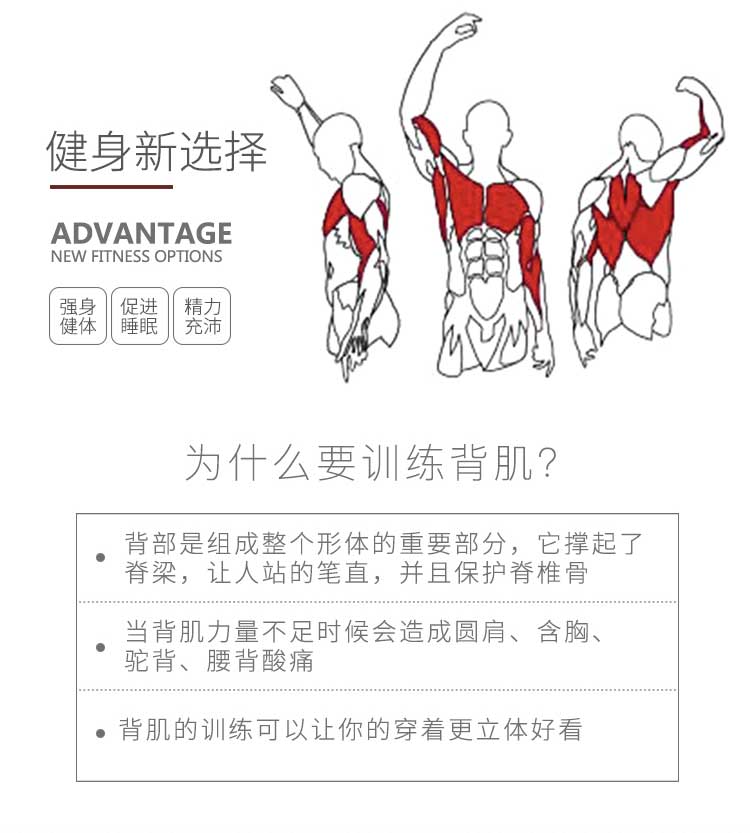 健身新选择
ADVANTAGE
NEW FITNESS OPTIONS
强身
健体
促进
睡眠
精力
充沛
为什么要训练背肌?
背部是组成整个形体的重要部分，它撑起了
脊梁，让人站的笔直，并且保护脊椎骨
当背肌力量不足时候会造成圆肩、含胸、
驼背、腰背酸痛
背肌的训练可以让你的穿着更立体好看